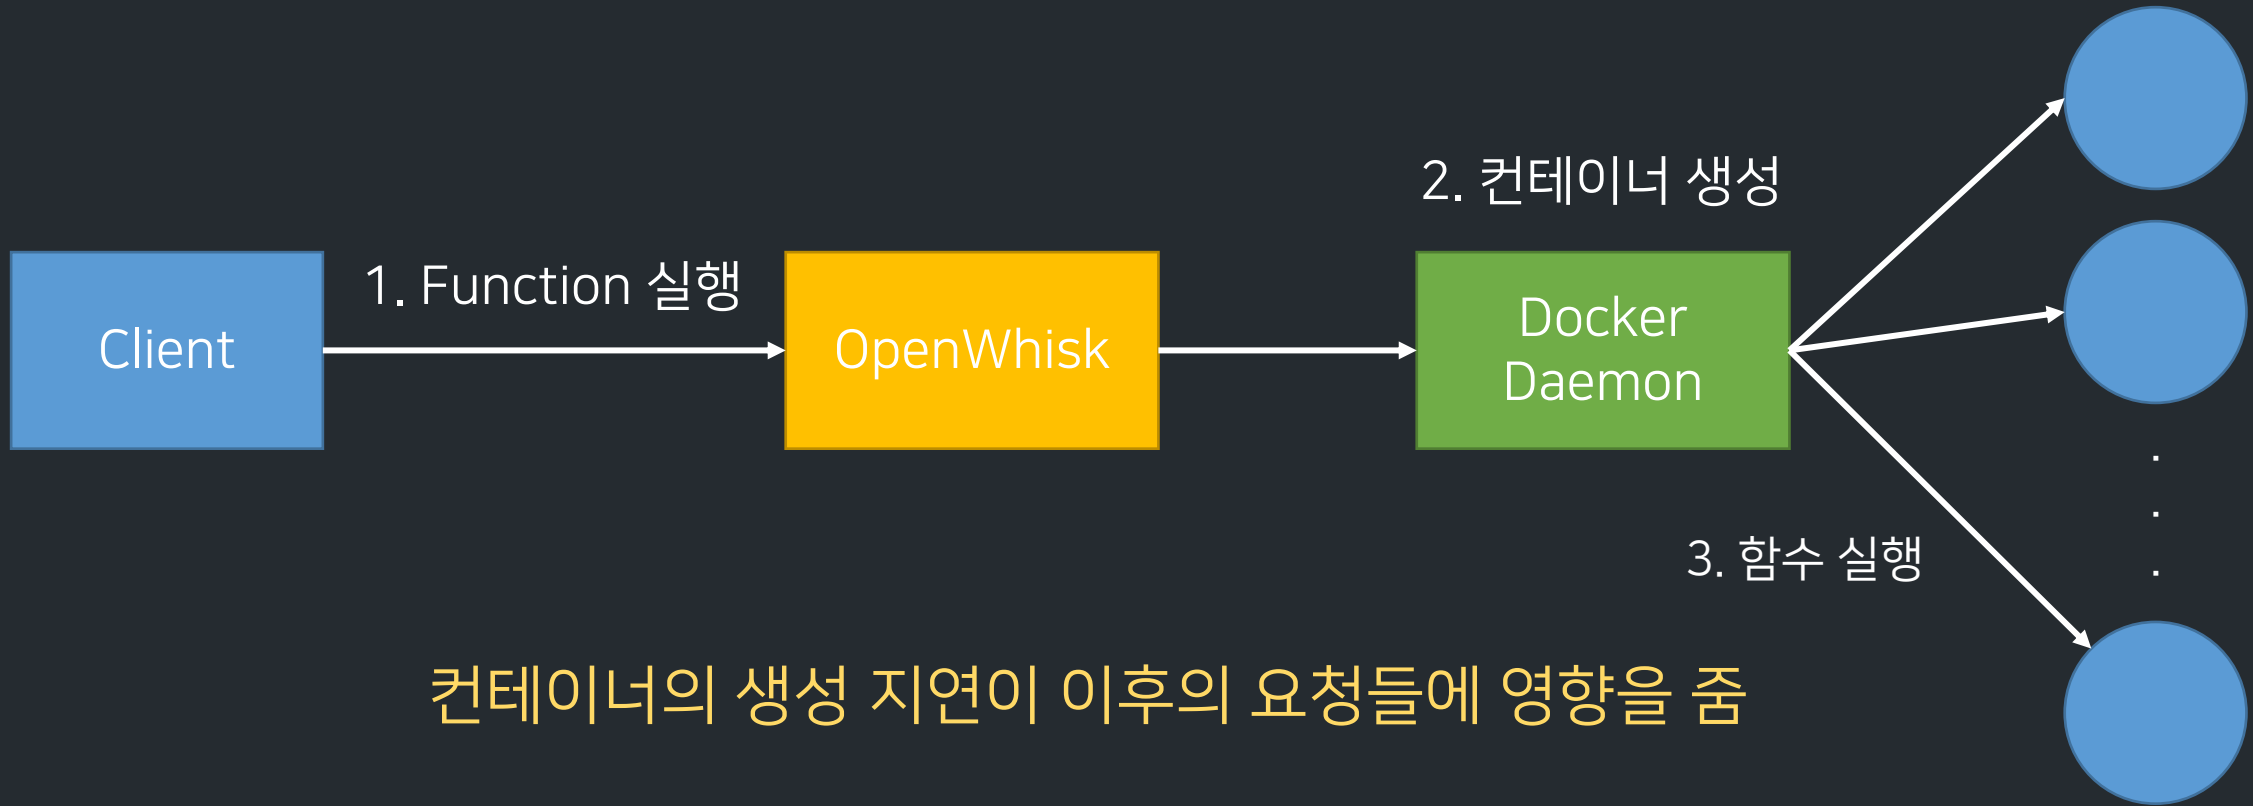 Client
1. Function 실행
OpenWhisk
2. 컨테이너 생성
Docker
Daemon
.
.
.
3. 함수 실행
컨테이너의 생성 지연이 이후의 요청들에 영향을 줌